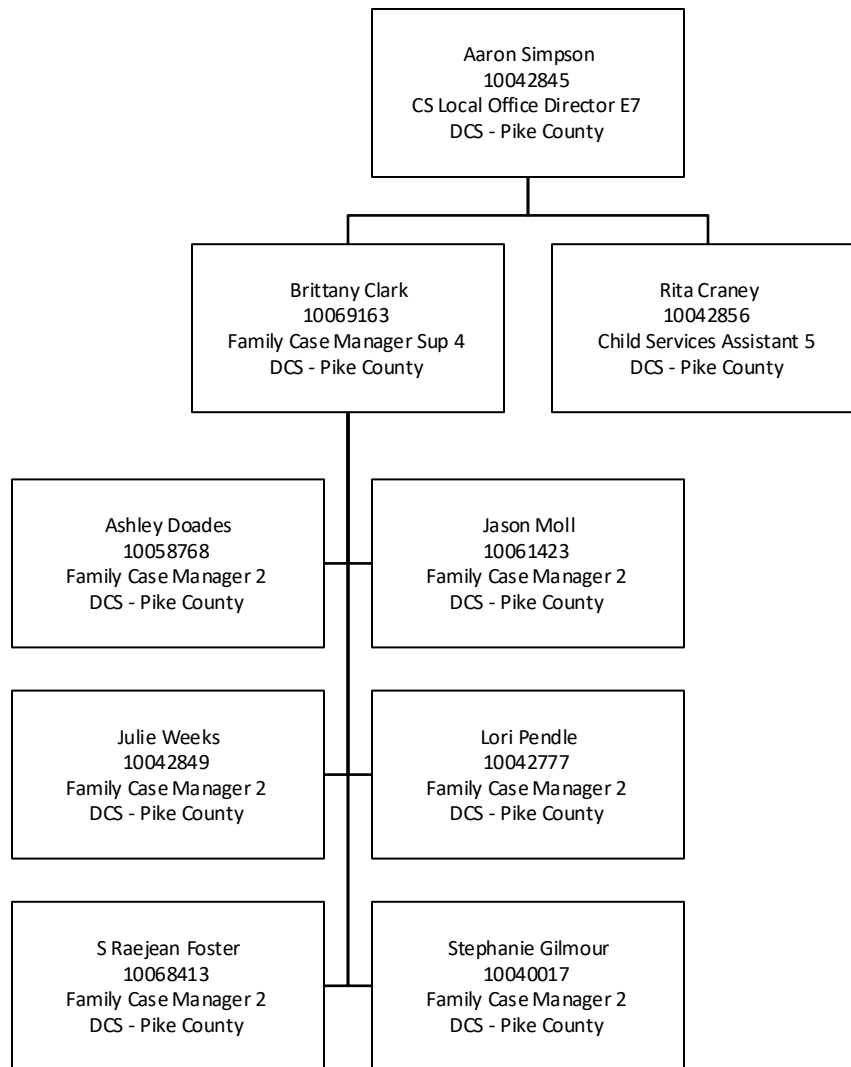 Aaron Simpson
10042845
CS Local Office Director E7
DCS - Pike County
Brittany Clark
10069163
Family Case Manager Sup 4
DCS - Pike County
Rita Craney
10042856
Child Services Assistant 5
DCS - Pike County
Ashley Doades
10058768
Family Case Manager 2
DCS - Pike County
Jason Moll
10061423
Family Case Manager 2
DCS - Pike County
Julie Weeks
10042849
Family Case Manager 2
DCS - Pike County
Lori Pendle
10042777
Family Case Manager 2
DCS - Pike County
S Raejean Foster
10068413
Family Case Manager 2
DCS - Pike County
Stephanie Gilmour
10040017
Family Case Manager 2
DCS - Pike County